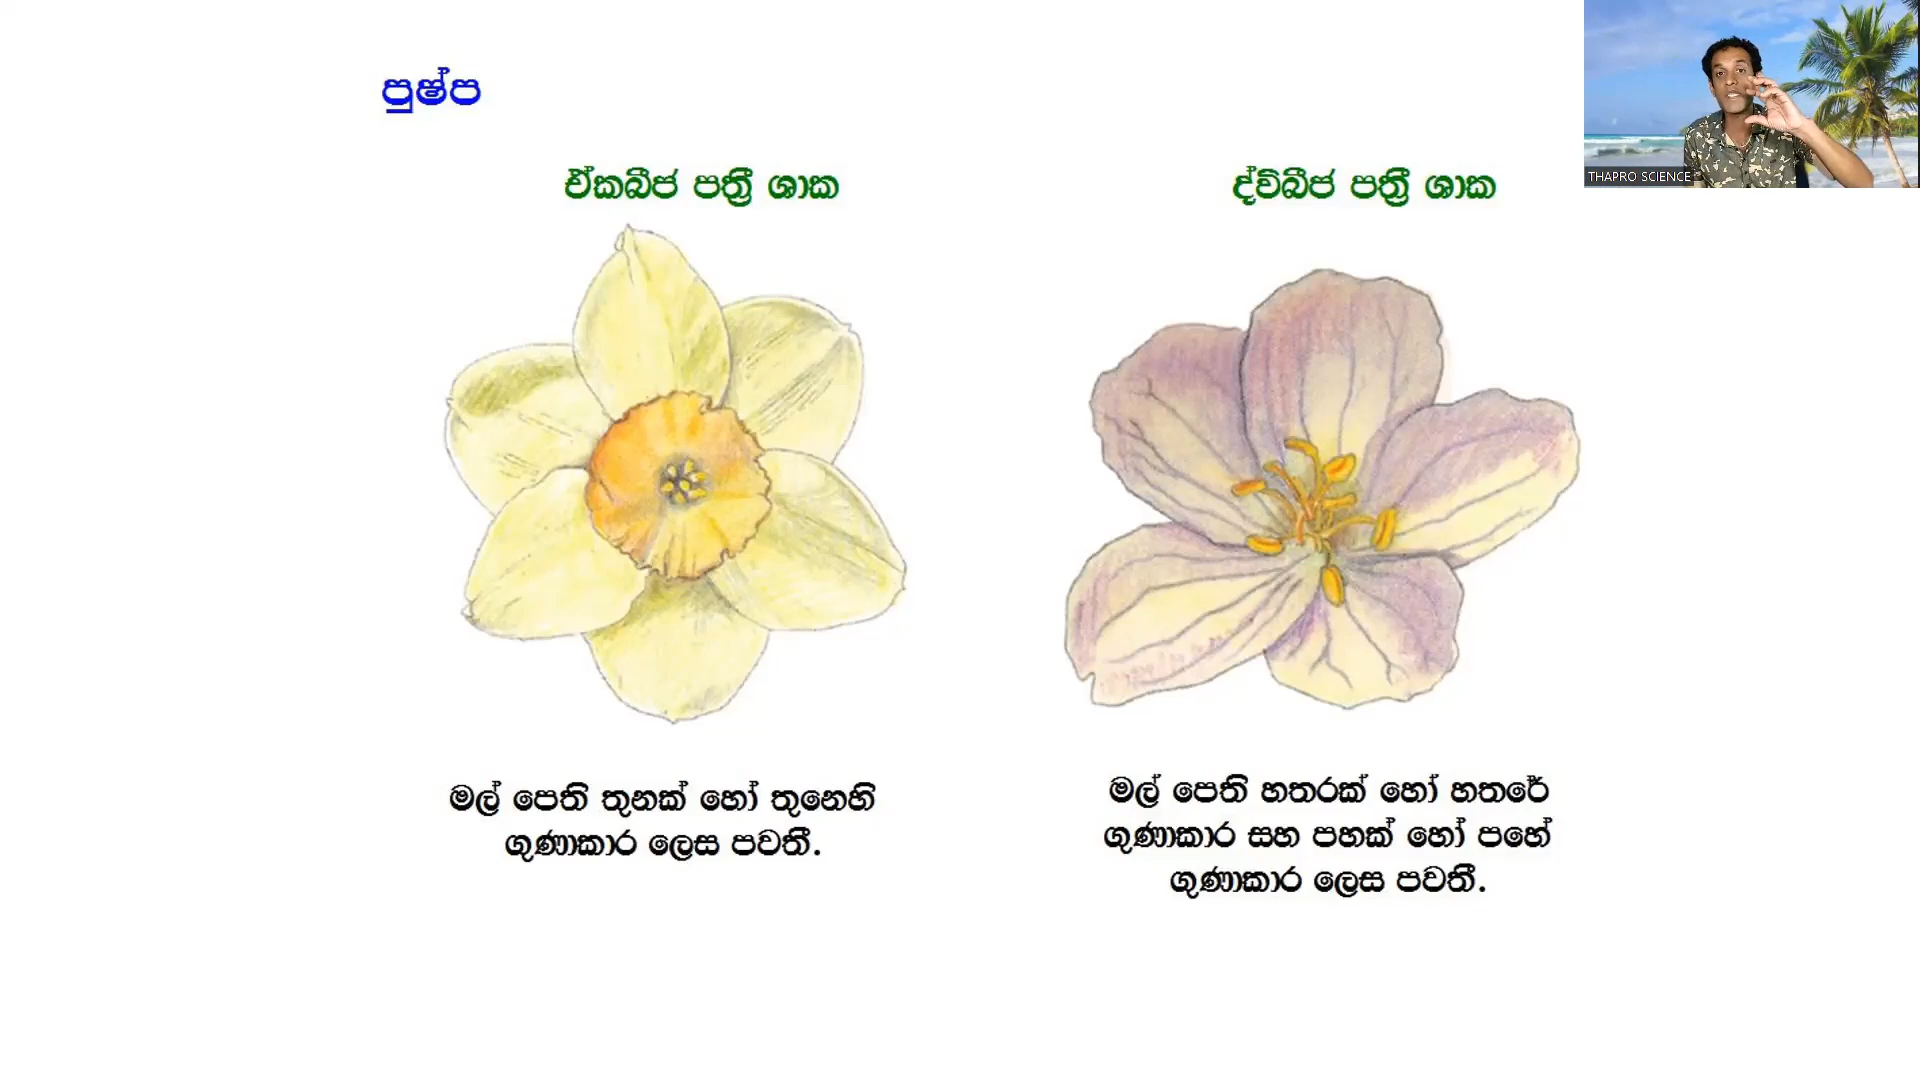 පුෂ්ප
THAPRO SCIENCE
ඒකබීජ පත්‍රී ශාක
ද්විබීජ පත්‍රී ශාක
මල් පෙති තුනක් හෝ තුනෙහි
ගුණාකාර ලෙස පවතී.
මල් පෙති හතරක් හෝ හතරේ
ගුණාකාර සහ පහක් හෝ පහේ
ගුණාකාර ලෙස පවතී.